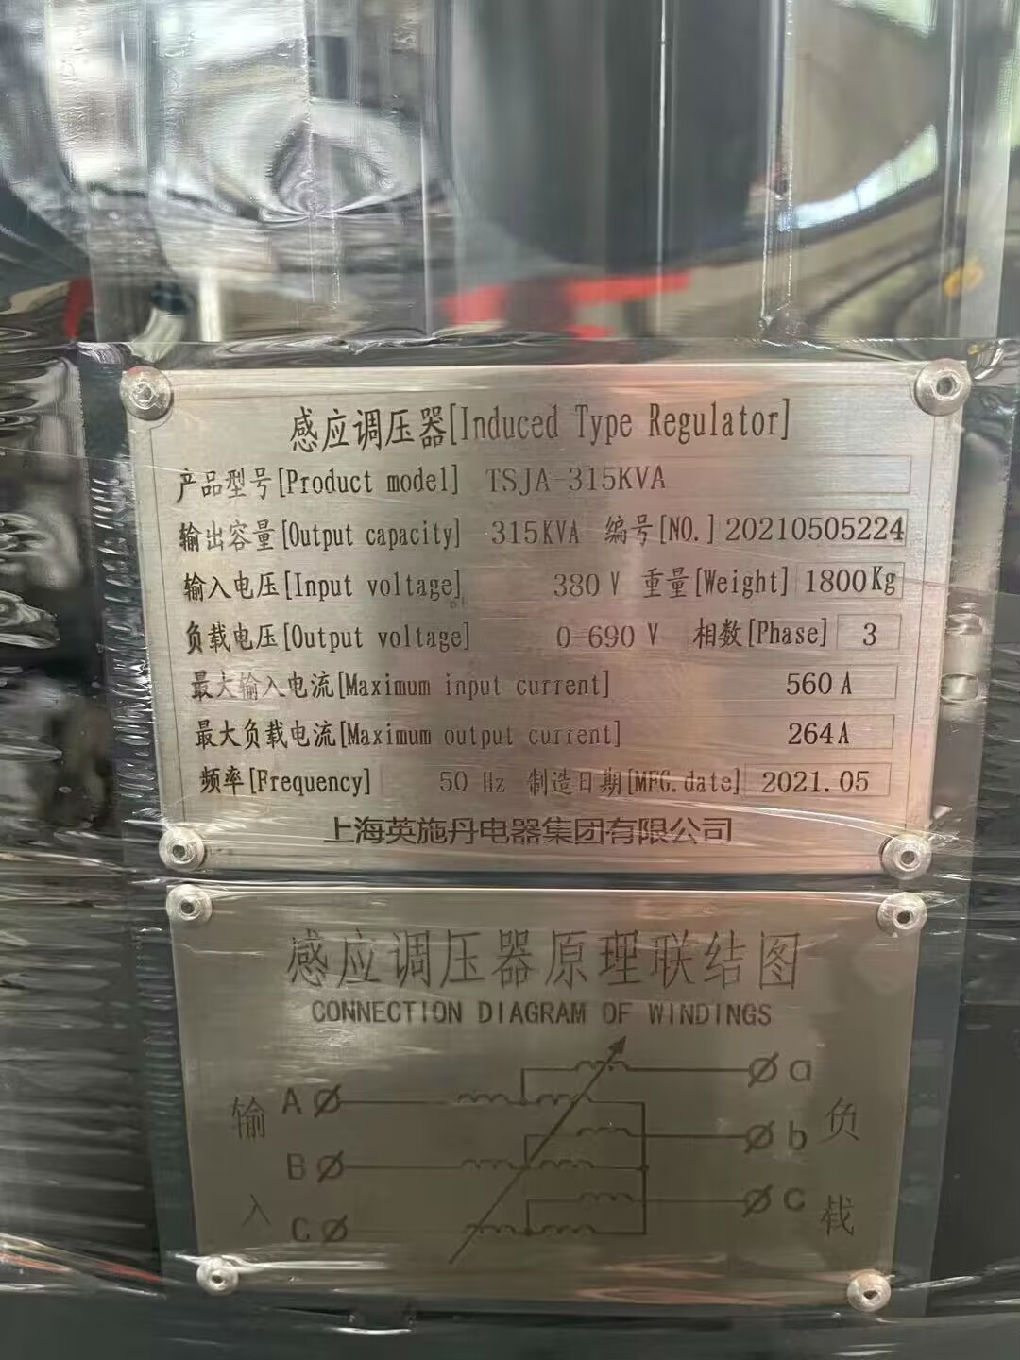 感应调压器[Induced Type Regulator]
产品型号[Product model] TSJA-315KVA
输出容量[Output capacity] 315KVA 编号[NO.] 20210505224
输入电压[Input voltage] 380 V 重量[Weight] 1800Kg
负载电压[Output voltage] 0-690 V 相数[Phase] 3
最大输入电流[Maximum input current] 560 A
最大负载电流[Maximum output current] 264A
频率[Frequency] 50 Hz 制造日期[MFG.date] 2021.05
上海英施丹电器集团有限公司
感应调压器原理联结图
CONNECTION DIAGRAM OF WINDINGS
输入
A
B
C
a
b
c
负载